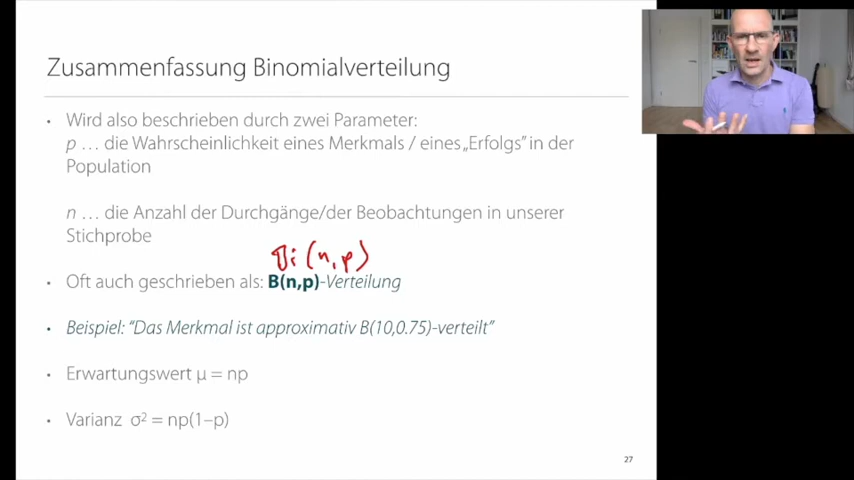 Zusammenfassung Binomialverteilung
• Wird also beschrieben durch zwei Parameter:
p … die Wahrscheinlichkeit eines Merkmals / eines „Erfolgs” in der
Population
n … die Anzahl der Durchgänge/der Beobachtungen in unserer
Stichprobe
Bi (n, p)
• Oft auch geschrieben als: B(n,p)-Verteilung
• Beispiel: “Das Merkmal ist approximativ B(10,0.75)-verteilt”
• Erwartungswert μ = np
• Varianz σ² = np(1–p)
27